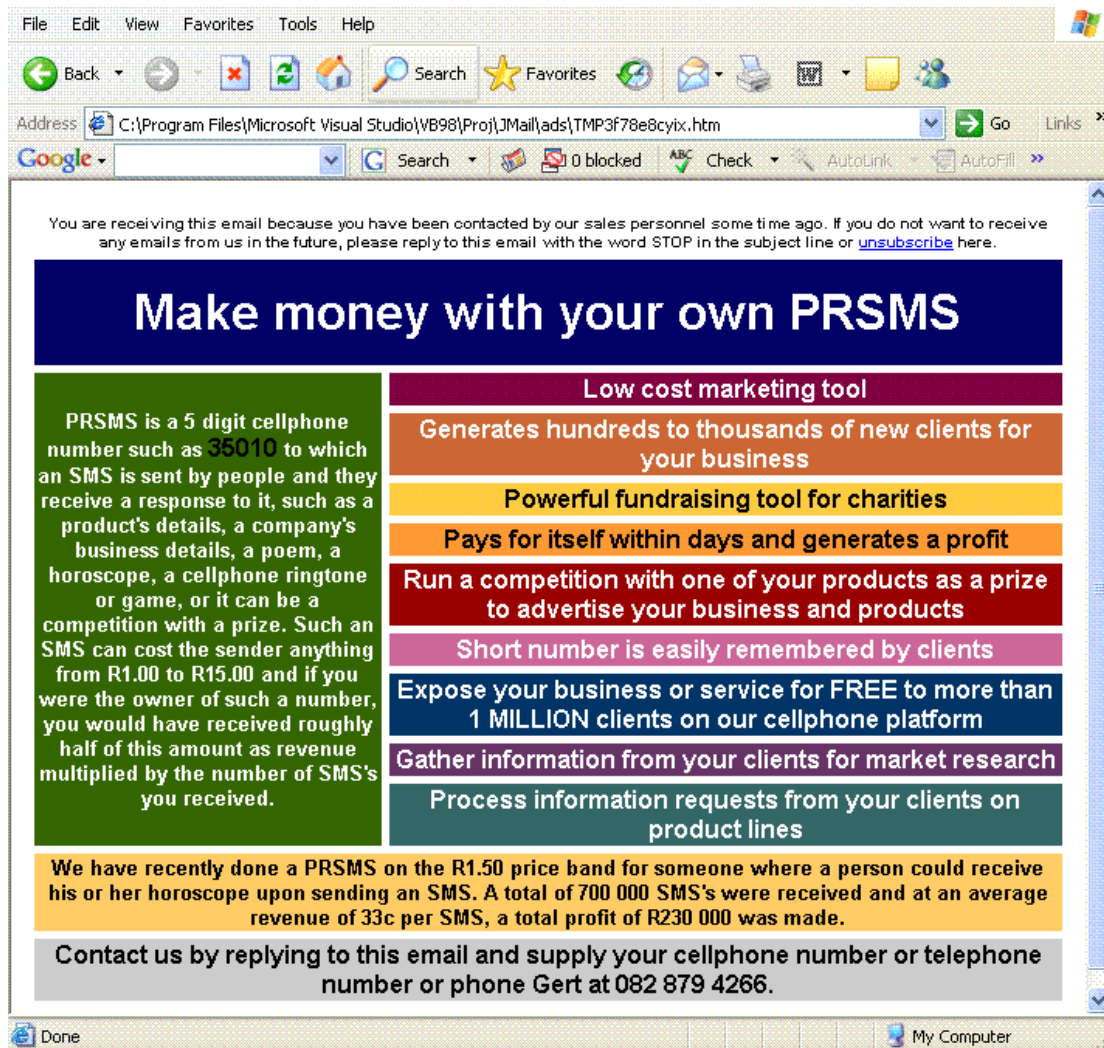 File Edit View Favorites Tools Help
Back Search Favorites
Address C:\Program Files\Microsoft Visual Studio\VB98\Proj\JMail\ads\TMP3f78e8cyix.htm Go Links »
Google G Search 0 blocked ABC Check AutoLink AutoFill »
You are receiving this email because you have been contacted by our sales personnel some time ago. If you do not want to receive
any emails from us in the future, please reply to this email with the word STOP in the subject line or unsubscribe here.
Make money with your own PRSMS
PRSMS is a 5 digit cellphone
number such as 35010 to which
an SMS is sent by people and they
receive a response to it, such as a
product's details, a company's
business details, a poem, a
horoscope, a cellphone ringtone
or game, or it can be a
competition with a prize. Such an
SMS can cost the sender anything
from R1.00 to R15.00 and if you
were the owner of such a number,
you would have received roughly
half of this amount as revenue
multiplied by the number of SMS's
you received.
Low cost marketing tool
Generates hundreds to thousands of new clients for
your business
Powerful fundraising tool for charities
Pays for itself within days and generates a profit
Run a competition with one of your products as a prize
to advertise your business and products
Short number is easily remembered by clients
Expose your business or service for FREE to more than
1 MILLION clients on our cellphone platform
Gather information from your clients for market research
Process information requests from your clients on
product lines
We have recently done a PRSMS on the R1.50 price band for someone where a person could receive
his or her horoscope upon sending an SMS. A total of 700 000 SMS's were received and at an average
revenue of 33c per SMS, a total profit of R230 000 was made.
Contact us by replying to this email and supply your cellphone number or telephone
number or phone Gert at 082 879 4266.
Done My Computer